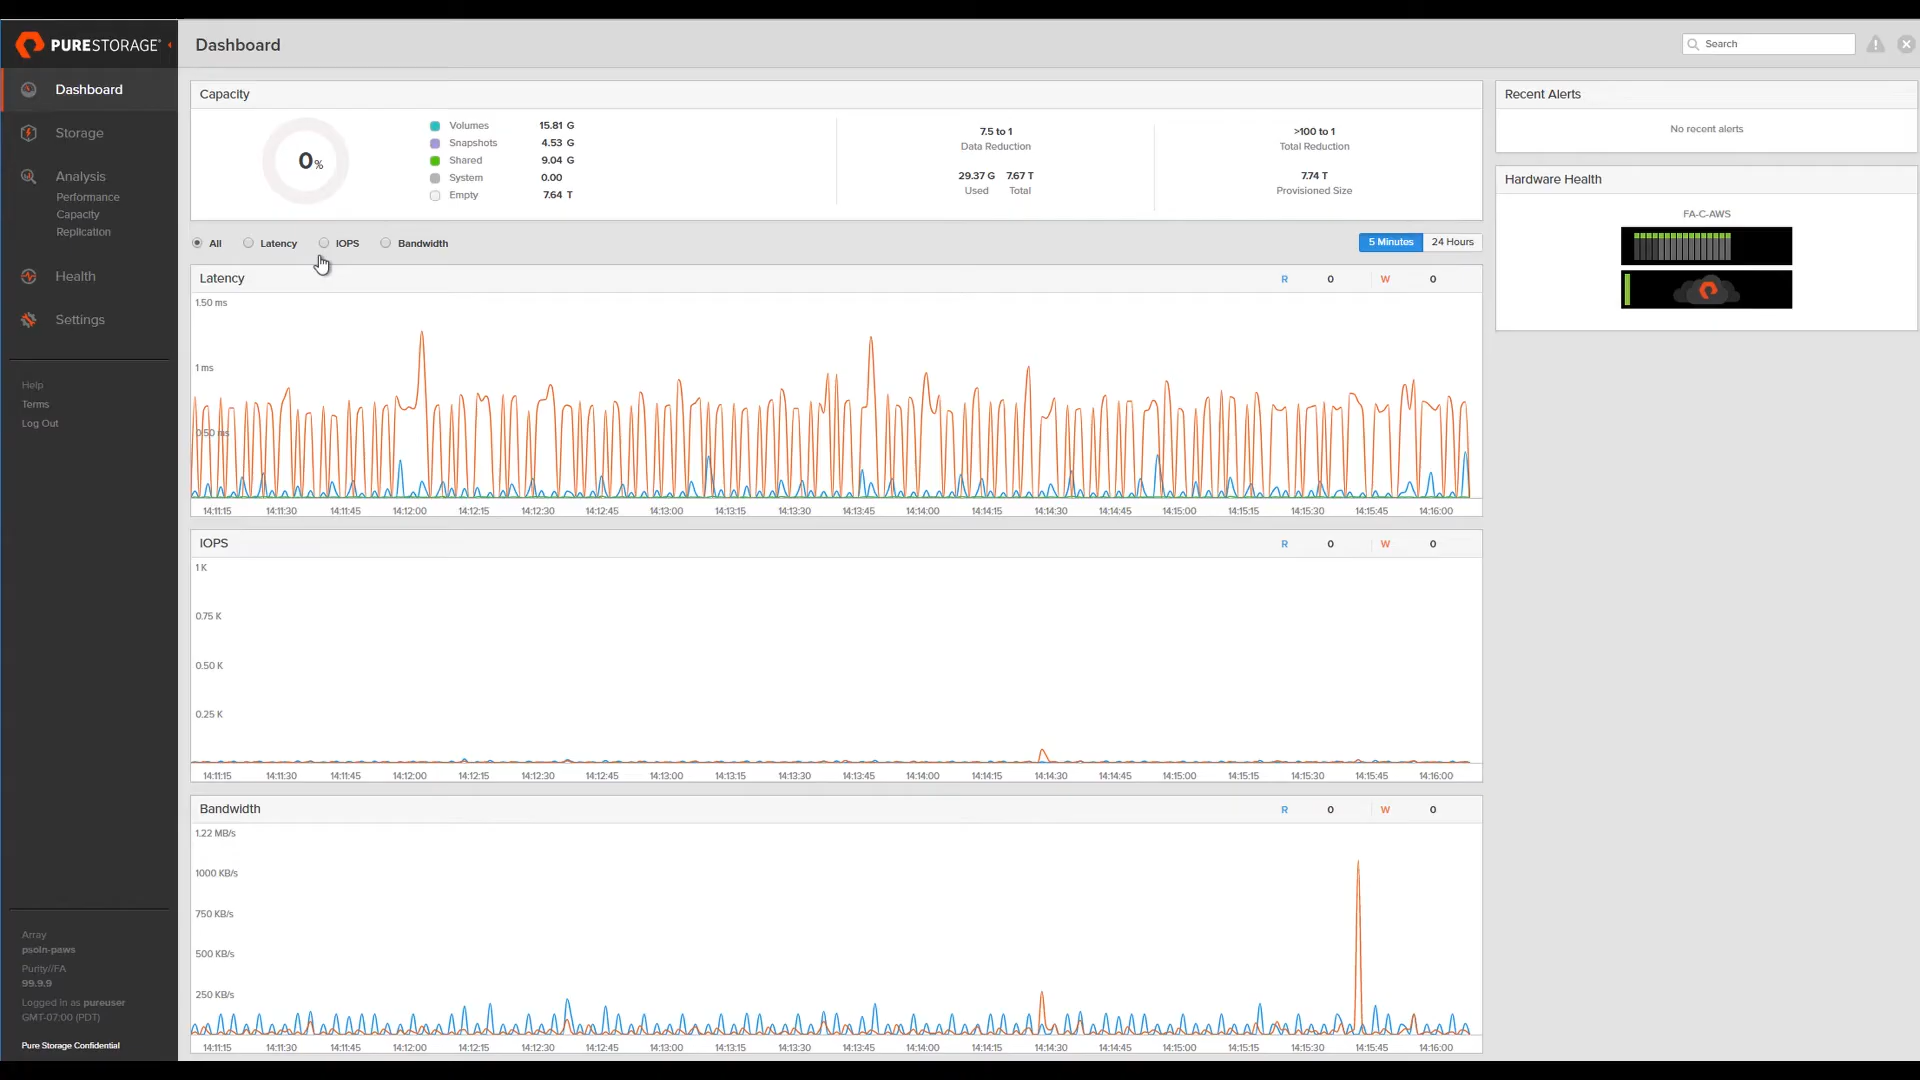 PURESTORAGE®
Dashboard
Search
Dashboard
Storage
Analysis
Performance
Capacity
Replication
Health
Settings
Help
Terms
Log Out
Array
psoln-paws
Purity//FA
99.9.9
Logged in as pureuser
GMT-07:00 (PDT)
Pure Storage Confidential
Capacity
0%
Volumes 15.81 G
Snapshots 4.53 G
Shared 9.04 G
System 0.00
Empty 7.64 T
7.5 to 1
Data Reduction
29.37 G 7.67 T
Used Total
>100 to 1
Total Reduction
7.74 T
Provisioned Size
All Latency IOPS Bandwidth
5 Minutes 24 Hours
Latency R 0 W 0
1.50 ms
1 ms
0.50 ms
14:11:15 14:11:30 14:11:45 14:12:00 14:12:15 14:12:30 14:12:45 14:13:00 14:13:15 14:13:30 14:13:45 14:14:00 14:14:15 14:14:30 14:14:45 14:15:00 14:15:15 14:15:30 14:15:45 14:16:00
IOPS R 0 W 0
1 K
0.75 K
0.50 K
0.25 K
14:11:15 14:11:30 14:11:45 14:12:00 14:12:15 14:12:30 14:12:45 14:13:00 14:13:15 14:13:30 14:13:45 14:14:00 14:14:15 14:14:30 14:14:45 14:15:00 14:15:15 14:15:30 14:15:45 14:16:00
Bandwidth R 0 W 0
1.22 MB/s
1000 KB/s
750 KB/s
500 KB/s
250 KB/s
14:11:15 14:11:30 14:11:45 14:12:00 14:12:15 14:12:30 14:12:45 14:13:00 14:13:15 14:13:30 14:13:45 14:14:00 14:14:15 14:14:30 14:14:45 14:15:00 14:15:15 14:15:30 14:15:45 14:16:00
Recent Alerts
No recent alerts
Hardware Health
FA-C-AWS